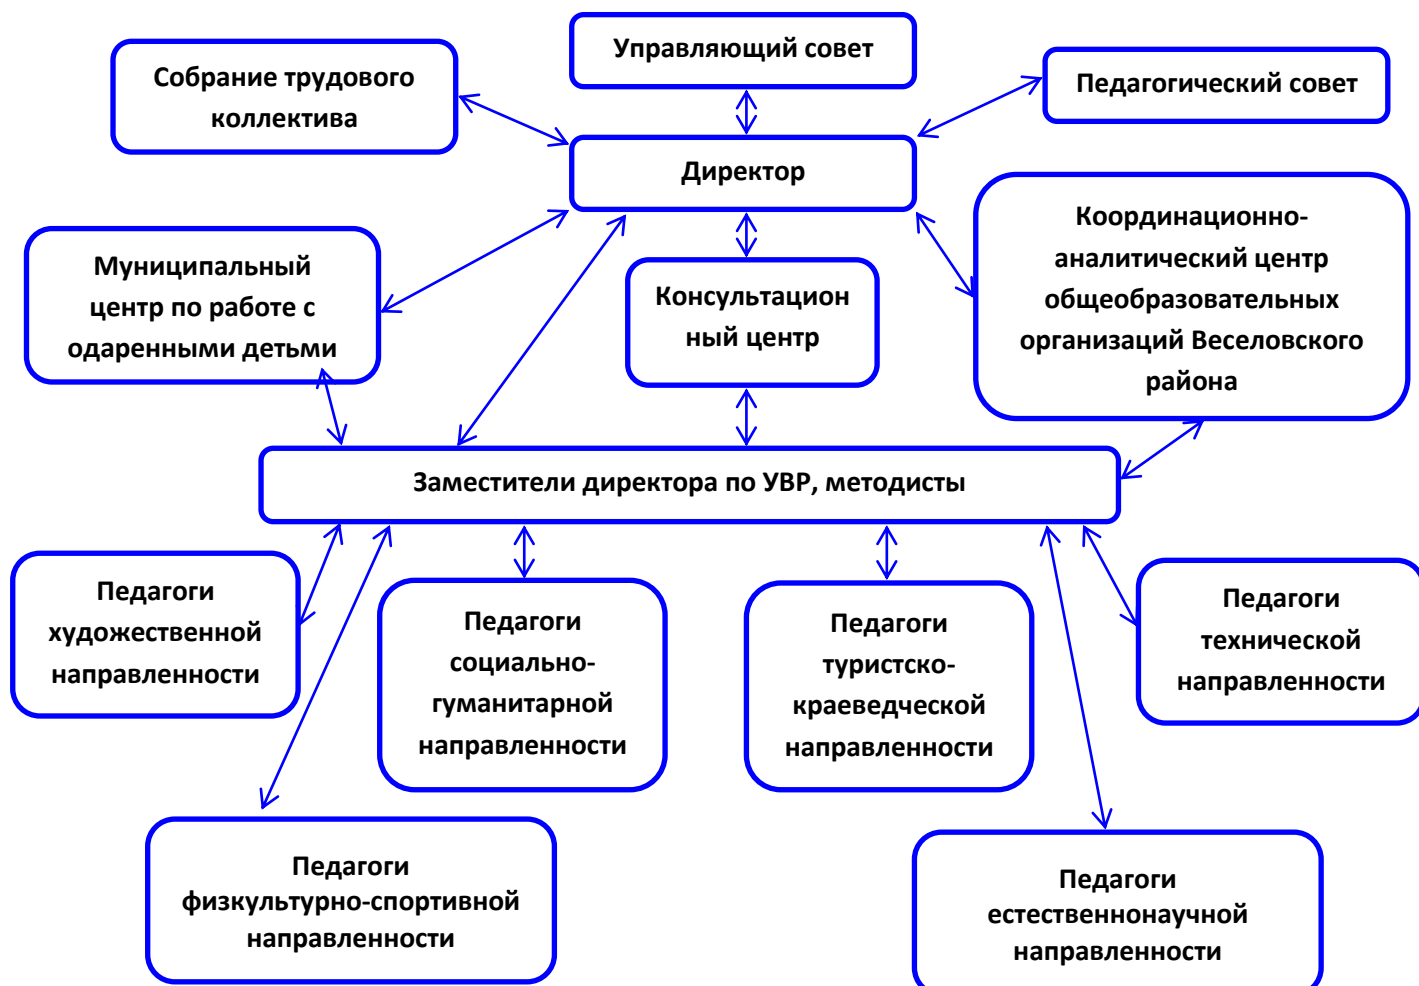 Управляющий совет
Собрание трудового
коллектива
Педагогический совет
Директор
Муниципальный
центр по работе с
одаренными детьми
Консультацион
ный центр
Координационно-
аналитический центр
общеобразовательных
организаций Веселовского
района
Заместители директора по УВР, методисты
Педагоги
художественной
направленности
Педагоги
социально-
гуманитарной
направленности
Педагоги
туристско-
краеведческой
направленности
Педагоги
технической
направленности
Педагоги
физкультурно-спортивной
направленности
Педагоги
естественнонаучной
направленности